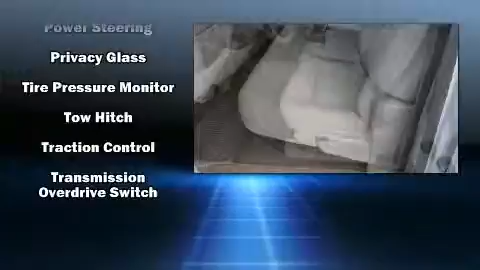 Power Steering
Privacy Glass
Tire Pressure Monitor
Tow Hitch
Traction Control
Transmission
Overdrive Switch